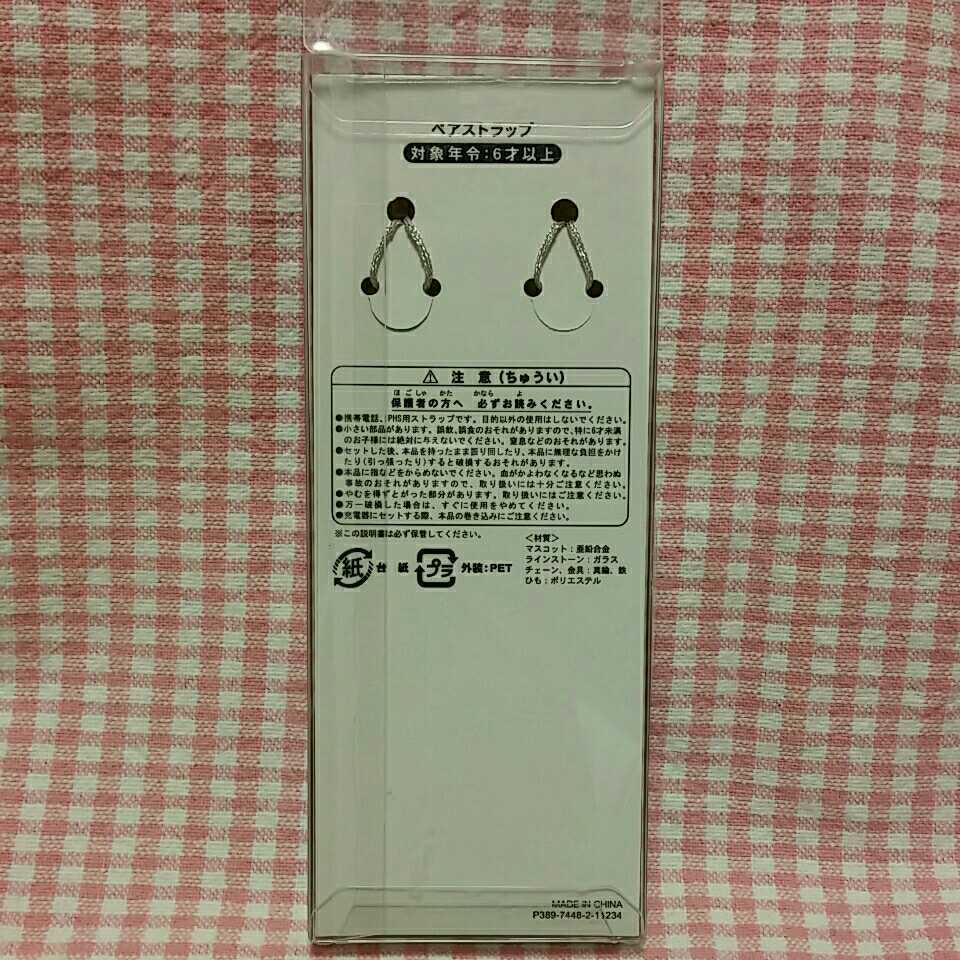 ペアストラップ
対象年令:6才以上
⚠ 注 意 (ちゅうい)
ほごしゃ かた かなら よ
保護者の方へ 必ずお読みください。
●携帯電話、PHS用ストラップです。目的以外の使用はしないでください。
●小さい部品があります。誤飲、誤食のおそれがありますので、特に6才未満
のお子様には絶対に与えないでください。窒息などのおそれがあります。
●セットした後、本品を持ったまま振り回したり、本品に無理な負担をかけ
たり(引っ張ったり)すると破損するおそれがあります。
●本品に指などをからめないでください。血がかよわなくなるなど思わぬ
事故のおそれがありますので、取り扱いには十分ご注意ください。
●やむを得ずとがった部分があります。取り扱いにはご注意ください。
●万一破損した場合は、すぐに使用をやめてください。
●充電器にセットする際、本品の巻き込みにご注意ください。
※この説明書は必ず保管してください。
紙 台 紙 プラ 外装:PET
<材質>
マスコット:亜鉛合金
ラインストーン:ガラス
チェーン、金具:真鍮、鉄
ひも:ポリエステル
MADE IN CHINA
P389-7448-2-11234